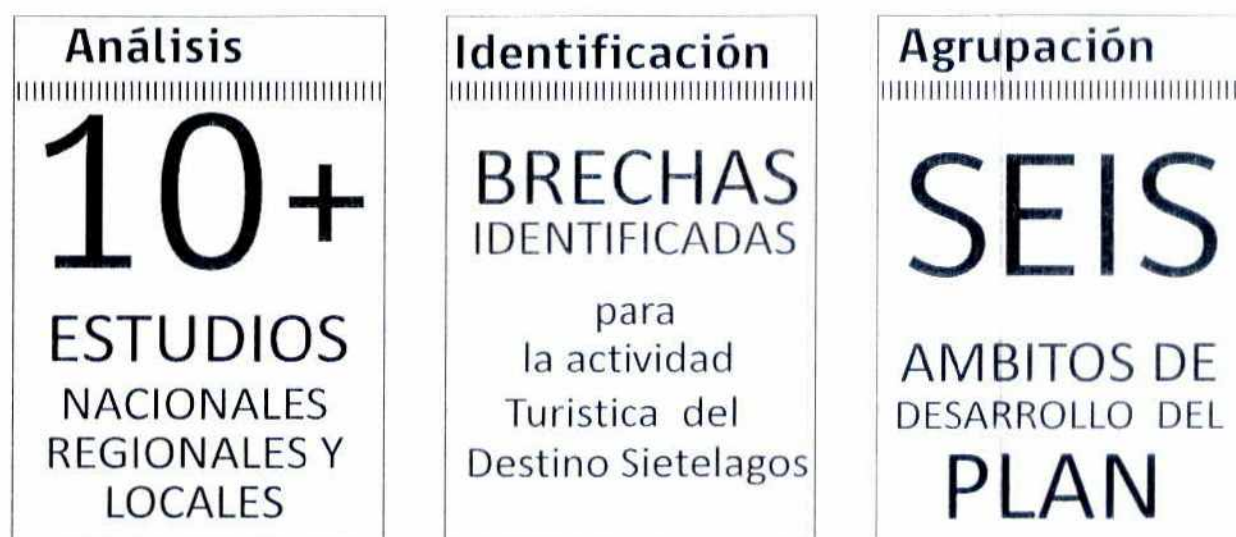 Análisis
10+
ESTUDIOS
NACIONALES
REGIONALES Y
LOCALES
Identificación
BRECHAS
IDENTIFICADAS
para
la actividad
Turistica del
Destino Sietelagos
Agrupación
SEIS
AMBITOS DE
DESARROLLO DEL
PLAN